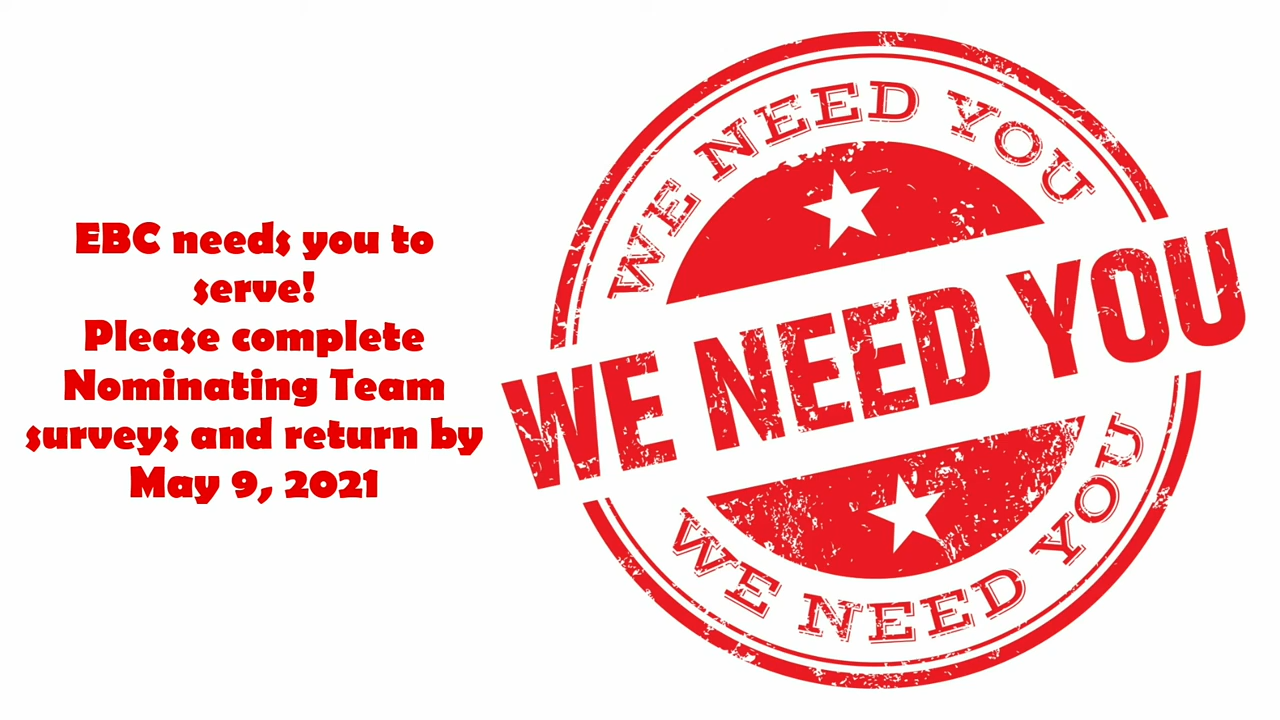 EBC needs you to
serve!
Please complete
Nominating Team
surveys and return by
May 9, 2021
WE NEED YOU
WE NEED YOU
WE NEED YOU